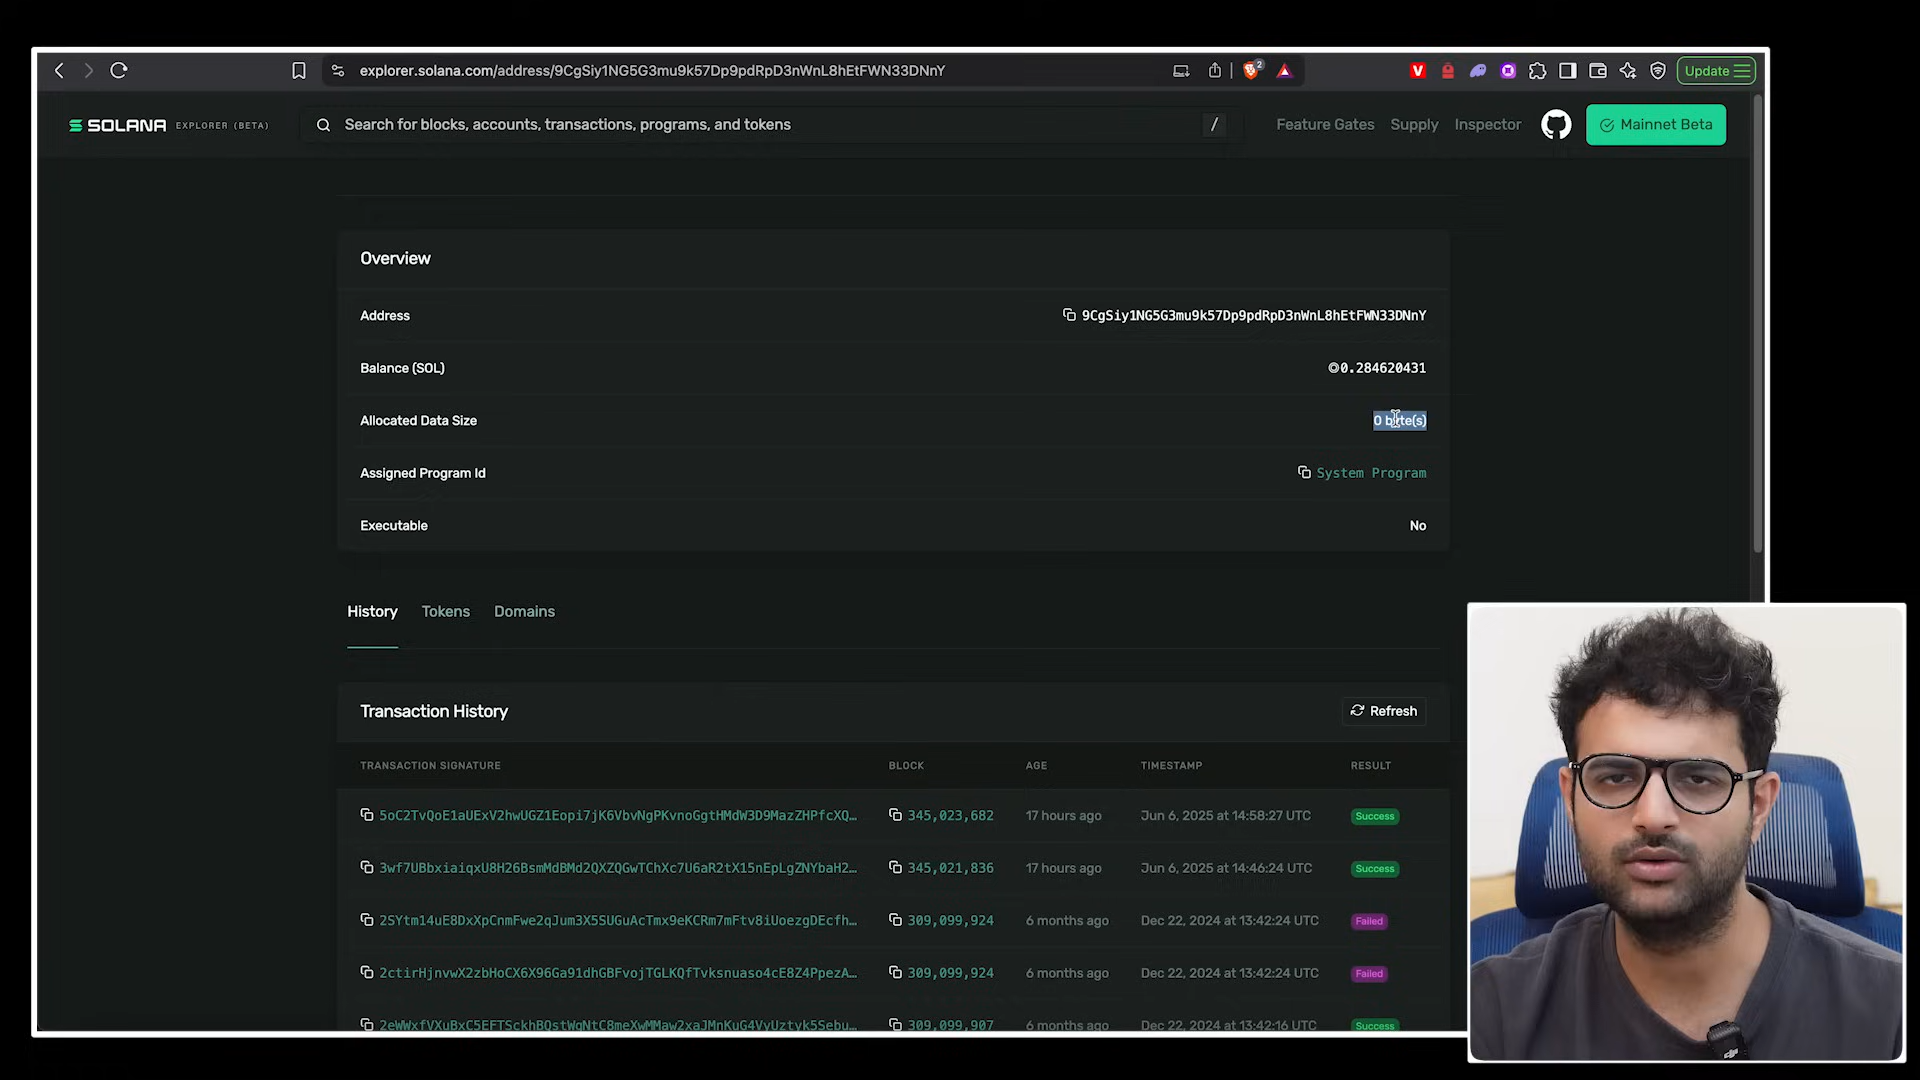 explorer.solana.com/address/9CgSiy1NG5G3mu9k57Dp9pdRpD3nWnL8hEtFWN33DNnY
2
V
Update
SOLANA EXPLORER (BETA)
Search for blocks, accounts, transactions, programs, and tokens
/
Feature Gates Supply Inspector
Mainnet Beta
Overview
Address 9CgSiy1NG5G3mu9k57Dp9pdRpD3nWnL8hEtFWN33DNnY
Balance (SOL) ◎0.284620431
Allocated Data Size 0 byte(s)
Assigned Program Id System Program
Executable No
History Tokens Domains
Transaction History Refresh
TRANSACTION SIGNATURE BLOCK AGE TIMESTAMP RESULT
5oC2TvQoE1aUExV2hwUGZ1Eopi7jK6VbvNgPKvnoGgtHMdW3D9MazZHPfcXQ… 345,023,682 17 hours ago Jun 6, 2025 at 14:58:27 UTC Success
3wf7UBbxiaiqxU8H26BsmMdBMd2QXZQGwTChXc7U6aR2tX15nEpLgZNYbaH2… 345,021,836 17 hours ago Jun 6, 2025 at 14:46:24 UTC Success
2SYtm14uE8DxXpCnmFwe2qJum3X5SUGuAcTmx9eKCRm7mFtv8iUoezgDEcfh… 309,099,924 6 months ago Dec 22, 2024 at 13:42:24 UTC Failed
2ctirHjnvwX2zbHoCX6X96Ga91dhGBFvojTGLKQfTvksnuaso4cE8Z4PpezA… 309,099,924 6 months ago Dec 22, 2024 at 13:42:24 UTC Failed
2eWWxfVXuBxC5EFTSckhBQstWgNtC8meXwMMaw2xaJMnKuG4VyUztyk5Sebu… 309,099,907 6 months ago Dec 22, 2024 at 13:42:16 UTC Success